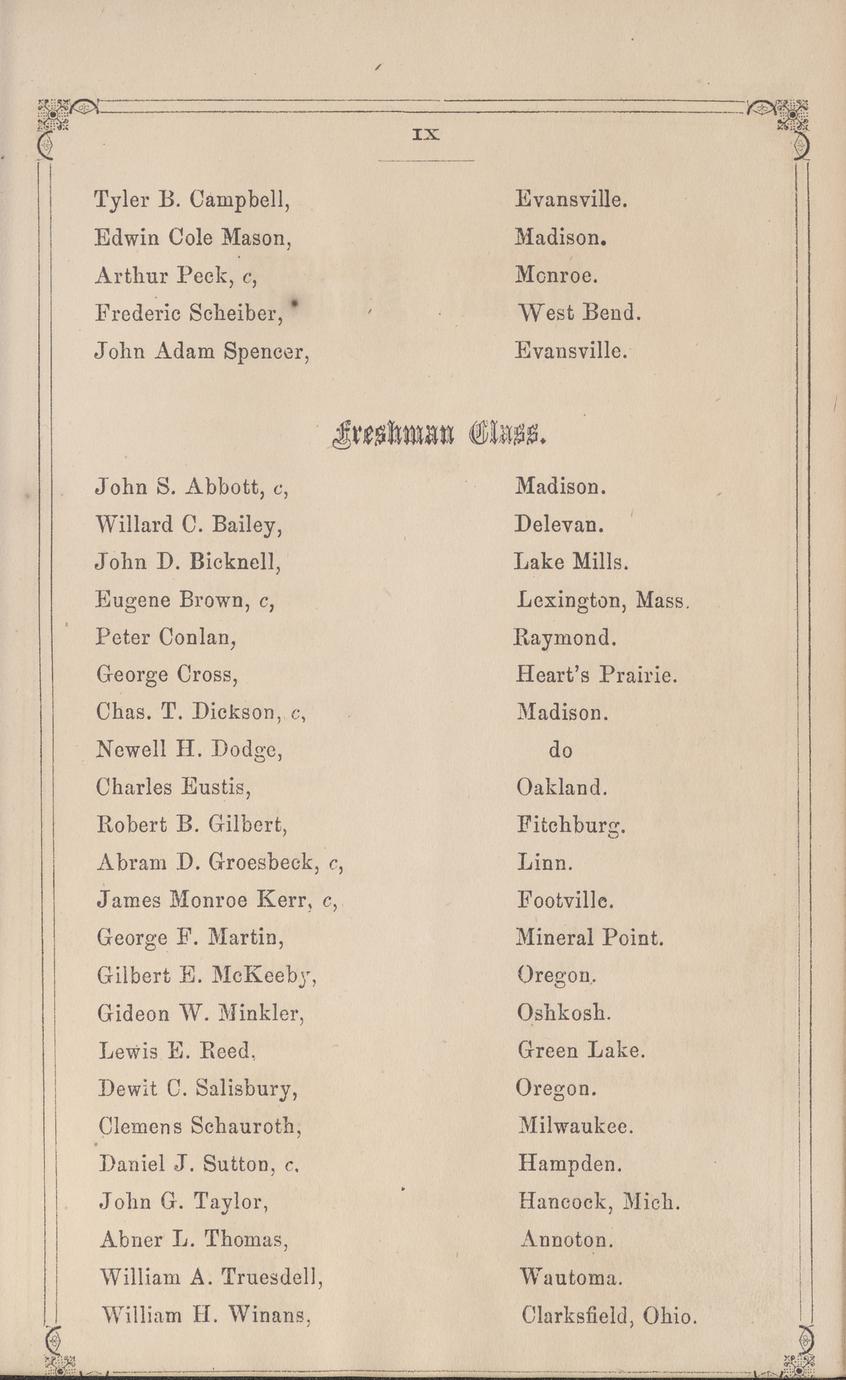 IX
Tyler B. Campbell, Evansville.
Edwin Cole Mason, Madison.
Arthur Peck, c, Monroe.
Frederic Scheiber, West Bend.
John Adam Spencer, Evansville.
Freshman Class.
John S. Abbott, c, Madison.
Willard C. Bailey, Delevan.
John D. Bicknell, Lake Mills.
Eugene Brown, c, Lexington, Mass.
Peter Conlan, Raymond.
George Cross, Heart's Prairie.
Chas. T. Dickson, c, Madison.
Newell H. Dodge, do
Charles Eustis, Oakland.
Robert B. Gilbert, Fitchburg.
Abram D. Groesbeck, c, Linn.
James Monroe Kerr, c, Footville.
George F. Martin, Mineral Point.
Gilbert E. McKeeby, Oregon.
Gideon W. Minkler, Oshkosh.
Lewis E. Reed, Green Lake.
Dewit C. Salisbury, Oregon.
Clemens Schauroth, Milwaukee.
Daniel J. Sutton, c. Hampden.
John G. Taylor, Hancock, Mich.
Abner L. Thomas, Annoton.
William A. Truesdell, Wautoma.
William H. Winans, Clarksfield, Ohio.